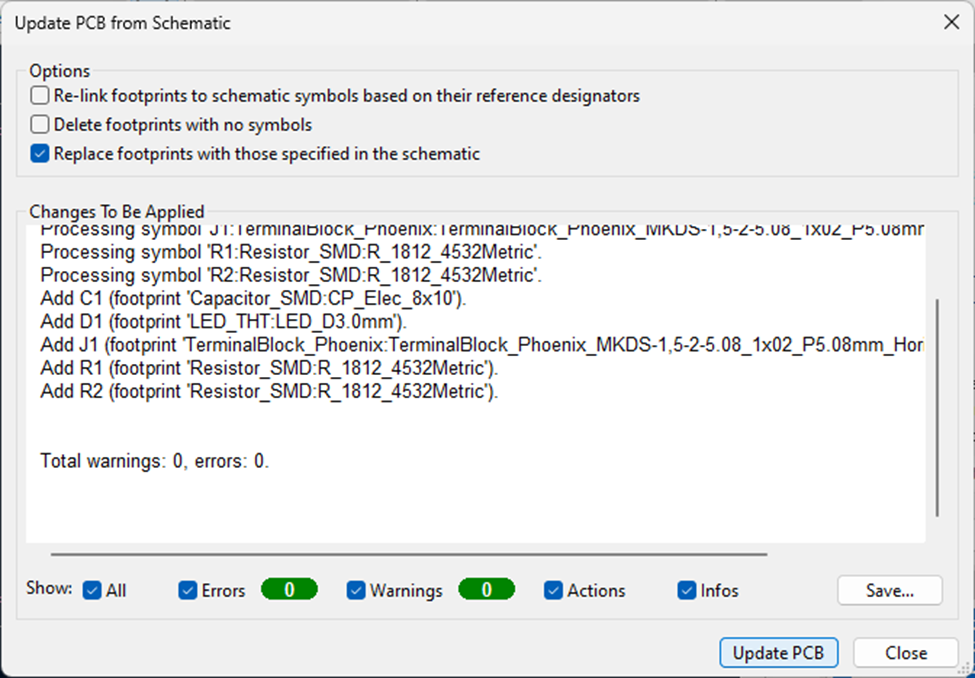 Update PCB from Schematic
Options
Re-link footprints to schematic symbols based on their reference designators
Delete footprints with no symbols
Replace footprints with those specified in the schematic
Changes To Be Applied
Processing symbol 'J1:TerminalBlock_Phoenix:TerminalBlock_Phoenix_MKDS-1,5-2-5.08_1x02_P5.08mm
Processing symbol 'R1:Resistor_SMD:R_1812_4532Metric'.
Processing symbol 'R2:Resistor_SMD:R_1812_4532Metric'.
Add C1 (footprint 'Capacitor_SMD:CP_Elec_8x10').
Add D1 (footprint 'LED_THT:LED_D3.0mm').
Add J1 (footprint 'TerminalBlock_Phoenix:TerminalBlock_Phoenix_MKDS-1,5-2-5.08_1x02_P5.08mm_Hor
Add R1 (footprint 'Resistor_SMD:R_1812_4532Metric').
Add R2 (footprint 'Resistor_SMD:R_1812_4532Metric').
Total warnings: 0, errors: 0.
Show: All Errors 0 Warnings 0 Actions Infos Save...
Update PCB Close